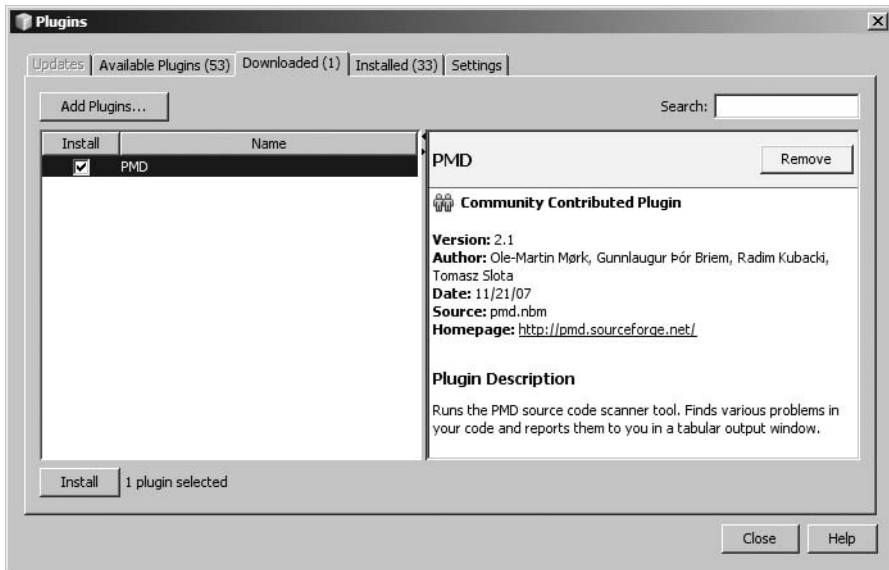 Plugins
Updates Available Plugins (53) Downloaded (1) Installed (33) Settings
Add Plugins...
Search:
Install Name
PMD
PMD
Remove
Community Contributed Plugin
Version: 2.1
Author: Ole-Martin Mørk, Gunnlaugur Þór Briem, Radim Kubacki,
Tomasz Slota
Date: 11/21/07
Source: pmd.nbm
Homepage: http://pmd.sourceforge.net/
Plugin Description
Runs the PMD source code scanner tool. Finds various problems in
your code and reports them to you in a tabular output window.
Install 1 plugin selected
Close Help